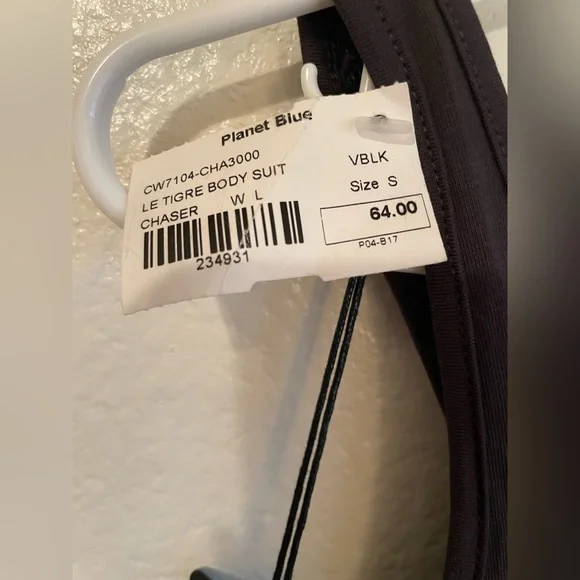 Planet Blue
CW7104-CHA3000
LE TIGRE BODY SUIT
CHASER W L
234931
VBLK
Size S
64.00
P04-B17